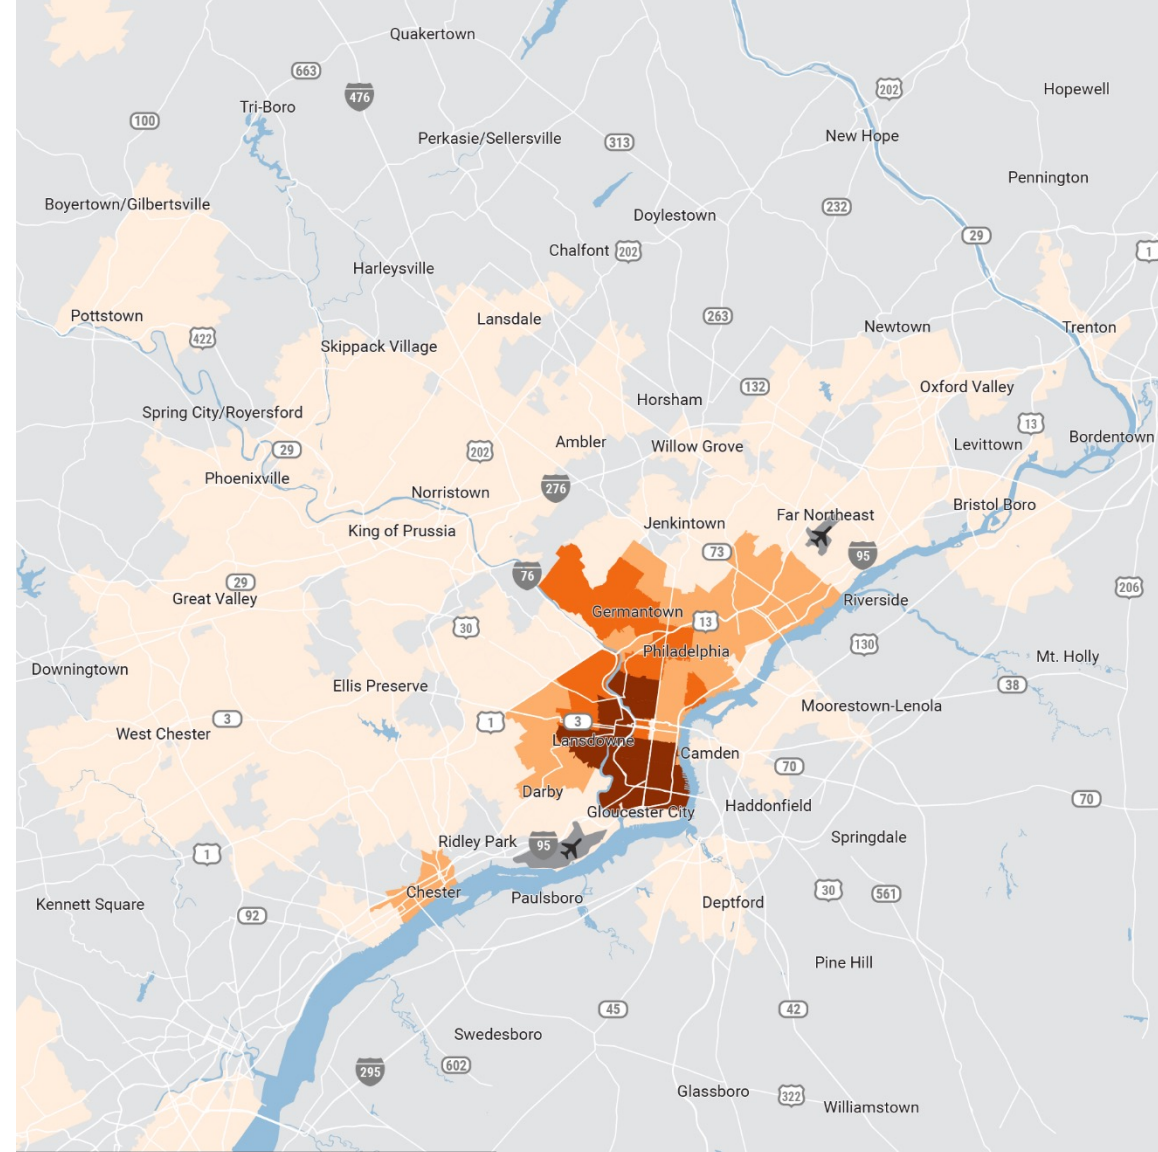 Quakertown
663
476
202
Hopewell
Tri-Boro
100
Perkasie/Sellersville
313
New Hope
Pennington
Boyertown/Gilbertsville
Doylestown
232
29
Chalfont
202
1
Harleysville
Pottstown
Lansdale
263
Newtown
Trenton
422
Skippack Village
132
Oxford Valley
Horsham
Spring City/Royersford
13
Bordentown
Levittown
29
202
Ambler
Willow Grove
Phoenixville
Norristown
276
Bristol Boro
King of Prussia
Jenkintown
Far Northeast
73
95
76
29
206
Great Valley
Riverside
30
Germantown
13
130
Philadelphia
Mt. Holly
Downingtown
Ellis Preserve
38
3
1
3
Moorestown-Lenola
West Chester
Lansdowne
Camden
70
Darby
70
Haddonfield
Gloucester City
Ridley Park
95
Springdale
1
Chester
Paulsboro
Deptford
30
561
Kennett Square
92
Pine Hill
45
42
Swedesboro
295
602
Glassboro
322
Williamstown